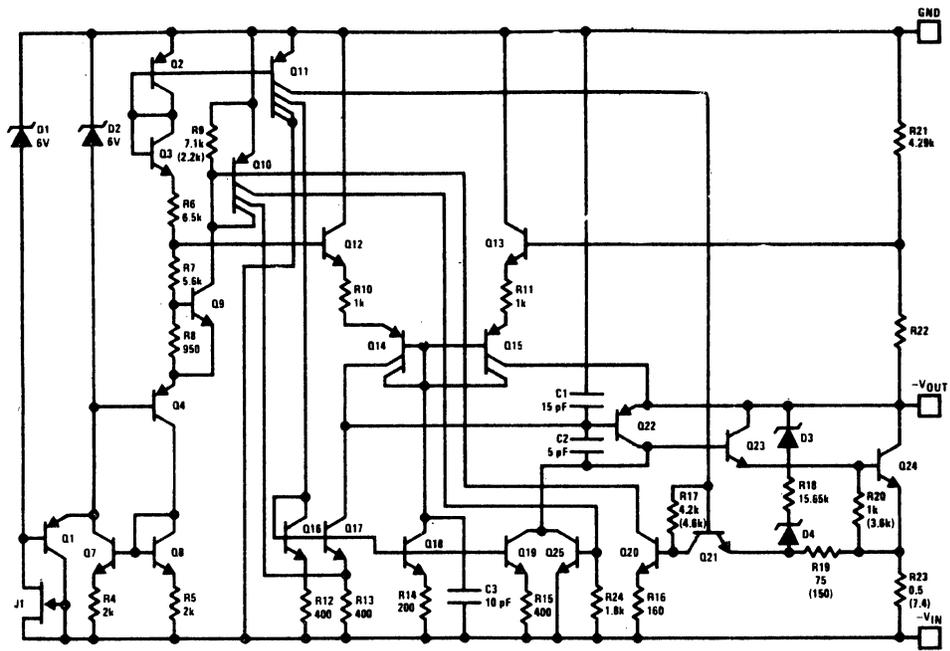 GND
Q2
Q11
D1
6V
D2
6V
R9
7.1k
(2.2k)
Q3
Q10
R21
4.29k
R6
6.5k
Q12
Q13
R7
5.6k
Q9
R10
1k
R11
1k
R8
950
Q14
Q15
R22
-VOUT
Q4
C1
15 pF
Q22
C2
5 pF
Q23
D3
Q24
R18
15.65k
R17
4.2k
(4.6k)
R20
1k
(3.6k)
D4
Q1
Q7
Q8
Q16
Q17
Q18
Q19
Q25
Q20
Q21
R19
75
(150)
J1
R4
2k
R5
2k
R12
400
R13
400
R14
200
C3
10 pF
R15
400
R24
1.8k
R16
160
R23
0.5
(7.4)
-VIN